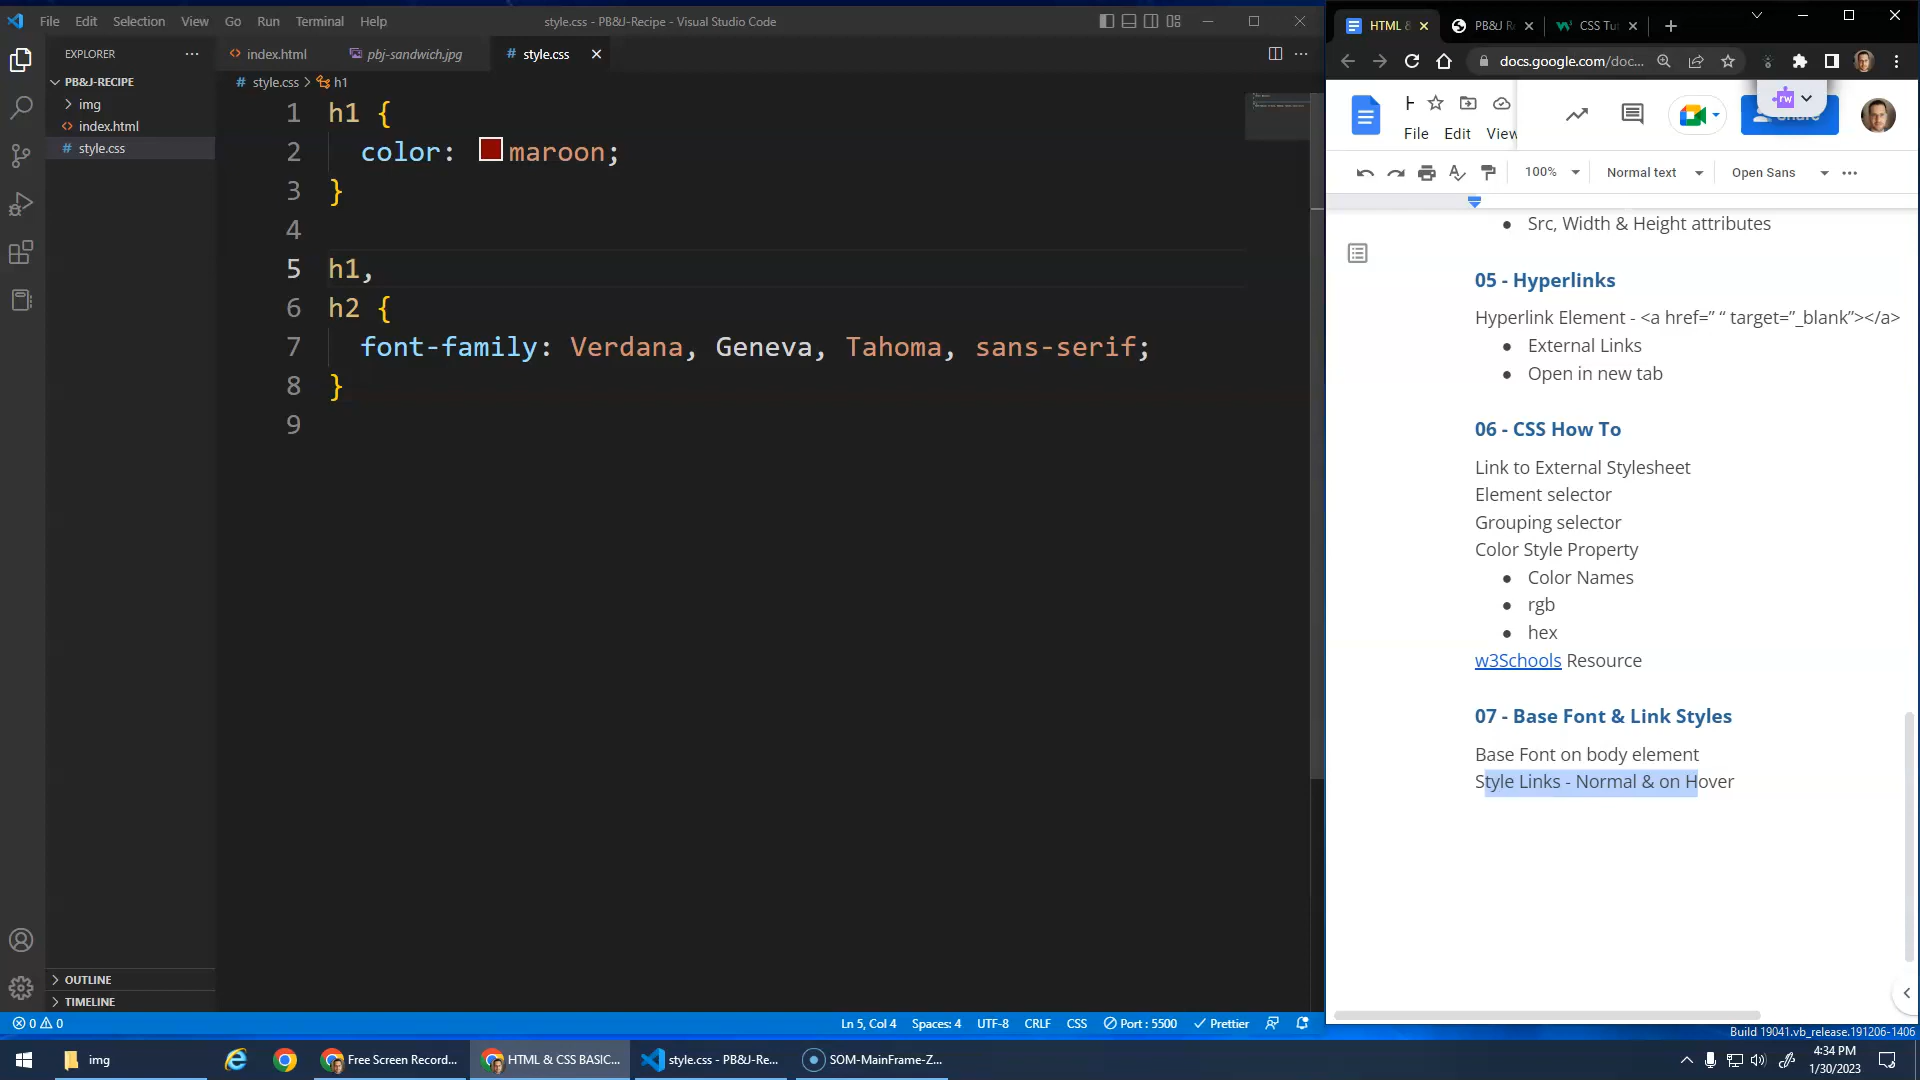 File Edit Selection View Go Run Terminal Help
style.css - PB&J-Recipe - Visual Studio Code
EXPLORER
index.html
pbj-sandwich.jpg
# style.css
PB&J-RECIPE
img
index.html
# style.css
# style.css > h1
1 h1 {
2 color: maroon;
3 }
4
5 h1,
6 h2 {
7 font-family: Verdana, Geneva, Tahoma, sans-serif;
8 }
9
OUTLINE
TIMELINE
0 0
Ln 5, Col 4 Spaces: 4 UTF-8 CRLF CSS Port : 5500 Prettier
HTML &
PB&J R
CSS Tut
docs.google.com/doc...
rw
Share
File Edit View
100% Normal text Open Sans
● Src, Width & Height attributes
05 - Hyperlinks
Hyperlink Element - <a href=” “ target=”_blank”></a>
● External Links
● Open in new tab
06 - CSS How To
Link to External Stylesheet
Element selector
Grouping selector
Color Style Property
● Color Names
● rgb
● hex
w3Schools Resource
07 - Base Font & Link Styles
Base Font on body element
Style Links - Normal & on Hover
Build 19041.vb_release.191206-1406
img
Free Screen Record...
HTML & CSS BASIC...
style.css - PB&J-Re...
SOM-MainFrame-Z...
4:34 PM
1/30/2023